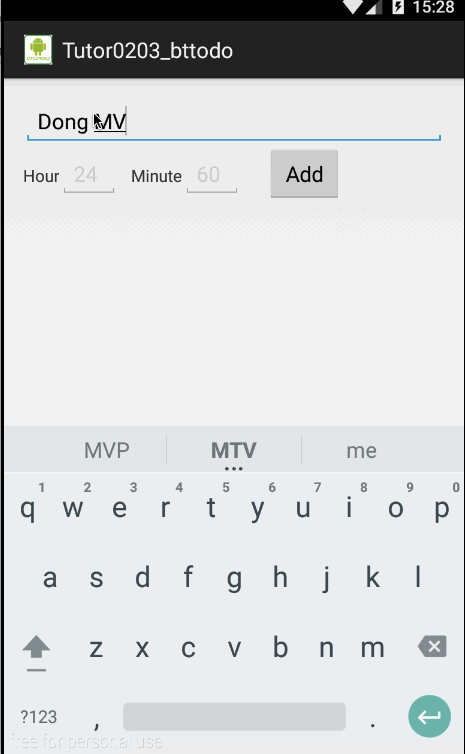 15:28
Tutor0203_bttodo
Dong MV
Hour 24 Minute 60 Add
MVP MTV me
1 2 3 4 5 6 7 8 9 0
q w e r t y u i o p
a s d f g h j k l
z x c v b n m
?123 , .
free for personal use